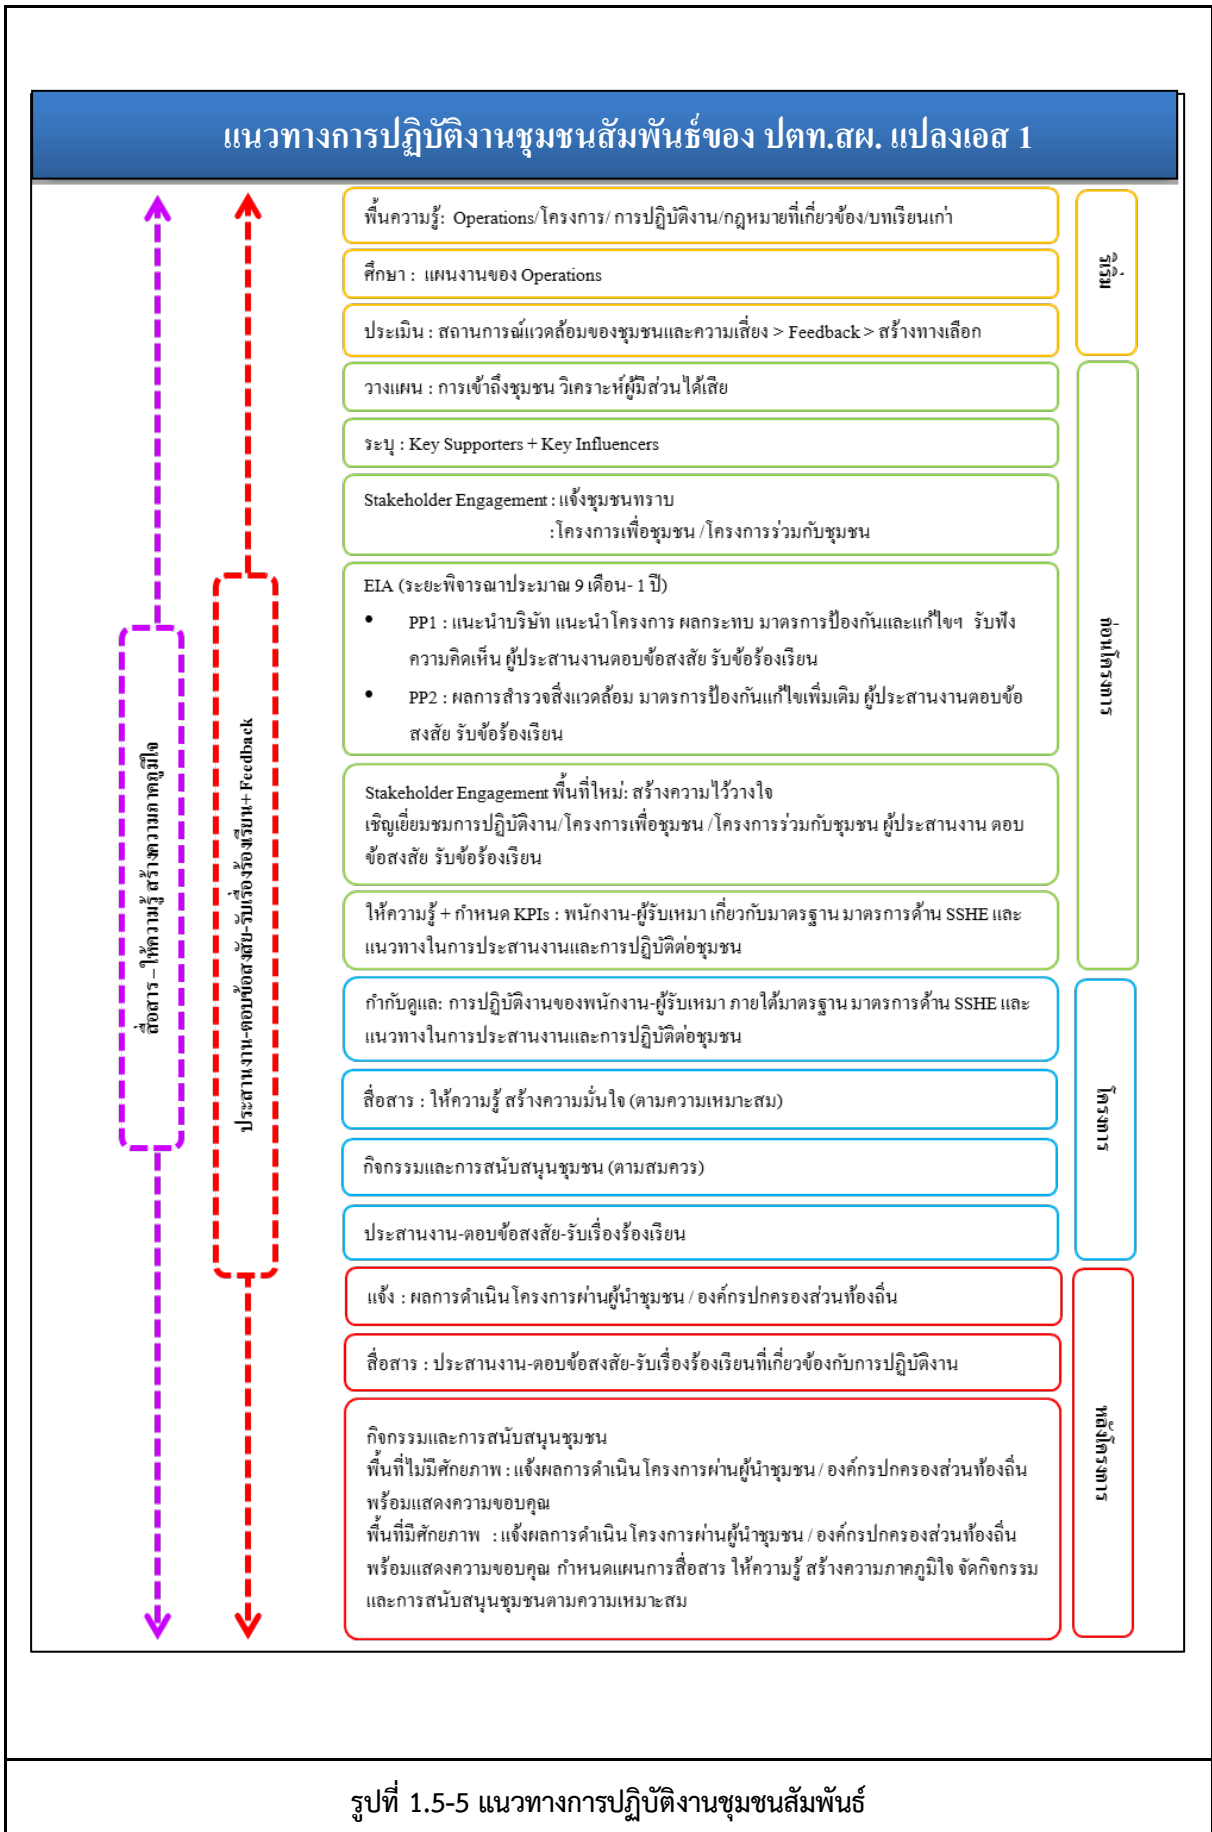 แนวทางการปฏิบัติงานชุมชนสัมพันธ์ของ ปตท.สผ. แปลงเอส 1
สื่อสาร – ให้ความรู้ สร้างความภาคภูมิใจ
ประสานงาน-ตอบข้อสงสัย-รับเรื่องร้องเรียน+ Feedback
พื้นความรู้: Operations/โครงการ/ การปฏิบัติงาน/กฎหมายที่เกี่ยวข้อง/บทเรียนเก่า
ศึกษา : แผนงานของ Operations
ประเมิน : สถานการณ์แวดล้อมของชุมชนและความเสี่ยง > Feedback > สร้างทางเลือก
ริเริ่ม
วางแผน : การเข้าถึงชุมชน วิเคราะห์ผู้มีส่วนได้เสีย
ระบุ : Key Supporters + Key Influencers
Stakeholder Engagement : แจ้งชุมชนทราบ
:โครงการเพื่อชุมชน /โครงการร่วมกับชุมชน
EIA (ระยะพิจารณาประมาณ 9 เดือน- 1 ปี)
• PP1 : แนะนำบริษัท แนะนำโครงการ ผลกระทบ มาตรการป้องกันและแก้ไขฯ รับฟัง
ความคิดเห็น ผู้ประสานงานตอบข้อสงสัย รับข้อร้องเรียน
• PP2 : ผลการสำรวจสิ่งแวดล้อม มาตรการป้องกันแก้ไขเพิ่มเติม ผู้ประสานงานตอบข้อ
สงสัย รับข้อร้องเรียน
Stakeholder Engagement พื้นที่ใหม่: สร้างความไว้วางใจ
เชิญเยี่ยมชมการปฏิบัติงาน/โครงการเพื่อชุมชน /โครงการร่วมกับชุมชน ผู้ประสานงาน ตอบ
ข้อสงสัย รับข้อร้องเรียน
ให้ความรู้ + กำหนด KPIs : พนักงาน-ผู้รับเหมา เกี่ยวกับมาตรฐาน มาตรการด้าน SSHE และ
แนวทางในการประสานงานและการปฏิบัติต่อชุมชน
ก่อนโครงการ
กำกับดูแล: การปฏิบัติงานของพนักงาน-ผู้รับเหมา ภายใต้มาตรฐาน มาตรการด้าน SSHE และ
แนวทางในการประสานงานและการปฏิบัติต่อชุมชน
สื่อสาร : ให้ความรู้ สร้างความมั่นใจ (ตามความเหมาะสม)
กิจกรรมและการสนับสนุนชุมชน (ตามสมควร)
ประสานงาน-ตอบข้อสงสัย-รับเรื่องร้องเรียน
โครงการ
แจ้ง : ผลการดำเนินโครงการผ่านผู้นำชุมชน / องค์กรปกครองส่วนท้องถิ่น
สื่อสาร : ประสานงาน-ตอบข้อสงสัย-รับเรื่องร้องเรียนที่เกี่ยวข้องกับการปฏิบัติงาน
กิจกรรมและการสนับสนุนชุมชน
พื้นที่ไม่มีศักยภาพ : แจ้งผลการดำเนินโครงการผ่านผู้นำชุมชน / องค์กรปกครองส่วนท้องถิ่น
พร้อมแสดงความขอบคุณ
พื้นที่มีศักยภาพ : แจ้งผลการดำเนินโครงการผ่านผู้นำชุมชน / องค์กรปกครองส่วนท้องถิ่น
พร้อมแสดงความขอบคุณ กำหนดแผนการสื่อสาร ให้ความรู้ สร้างความภาคภูมิใจ จัดกิจกรรม
และการสนับสนุนชุมชนตามความเหมาะสม
หลังโครงการ
รูปที่ 1.5-5 แนวทางการปฏิบัติงานชุมชนสัมพันธ์